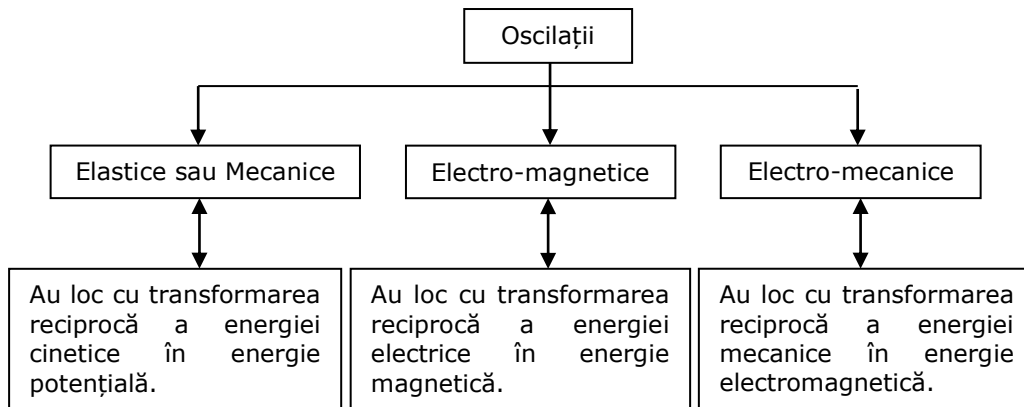 Oscilații
Elastice sau Mecanice
Electro-magnetice
Electro-mecanice
Au loc cu transformarea
reciprocă a energiei
cinetice în energie
potențială.
Au loc cu transformarea
reciprocă a energiei
electrice în energie
magnetică.
Au loc cu transformarea
reciprocă a energiei
mecanice în energie
electromagnetică.